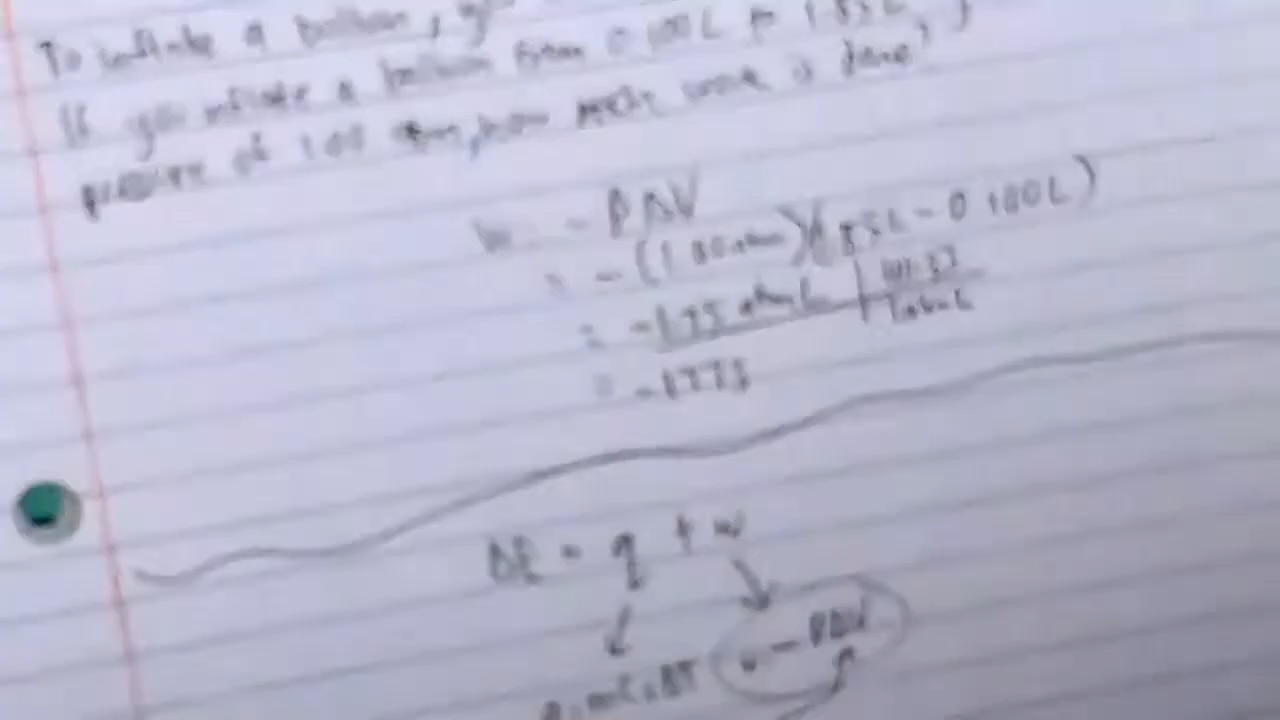 To inflate a balloon,
If you inflate a balloon from 0.100L to 1.85L
pressure of 1.00 atm, how much work is done?
w = -PΔV
= -(1.00atm)(1.85L-0.100L)
= -1.75 atm·L | 101.3J / 1 atm·L
= -177J
ΔE = q + w
q=mCsΔT w=-PΔV